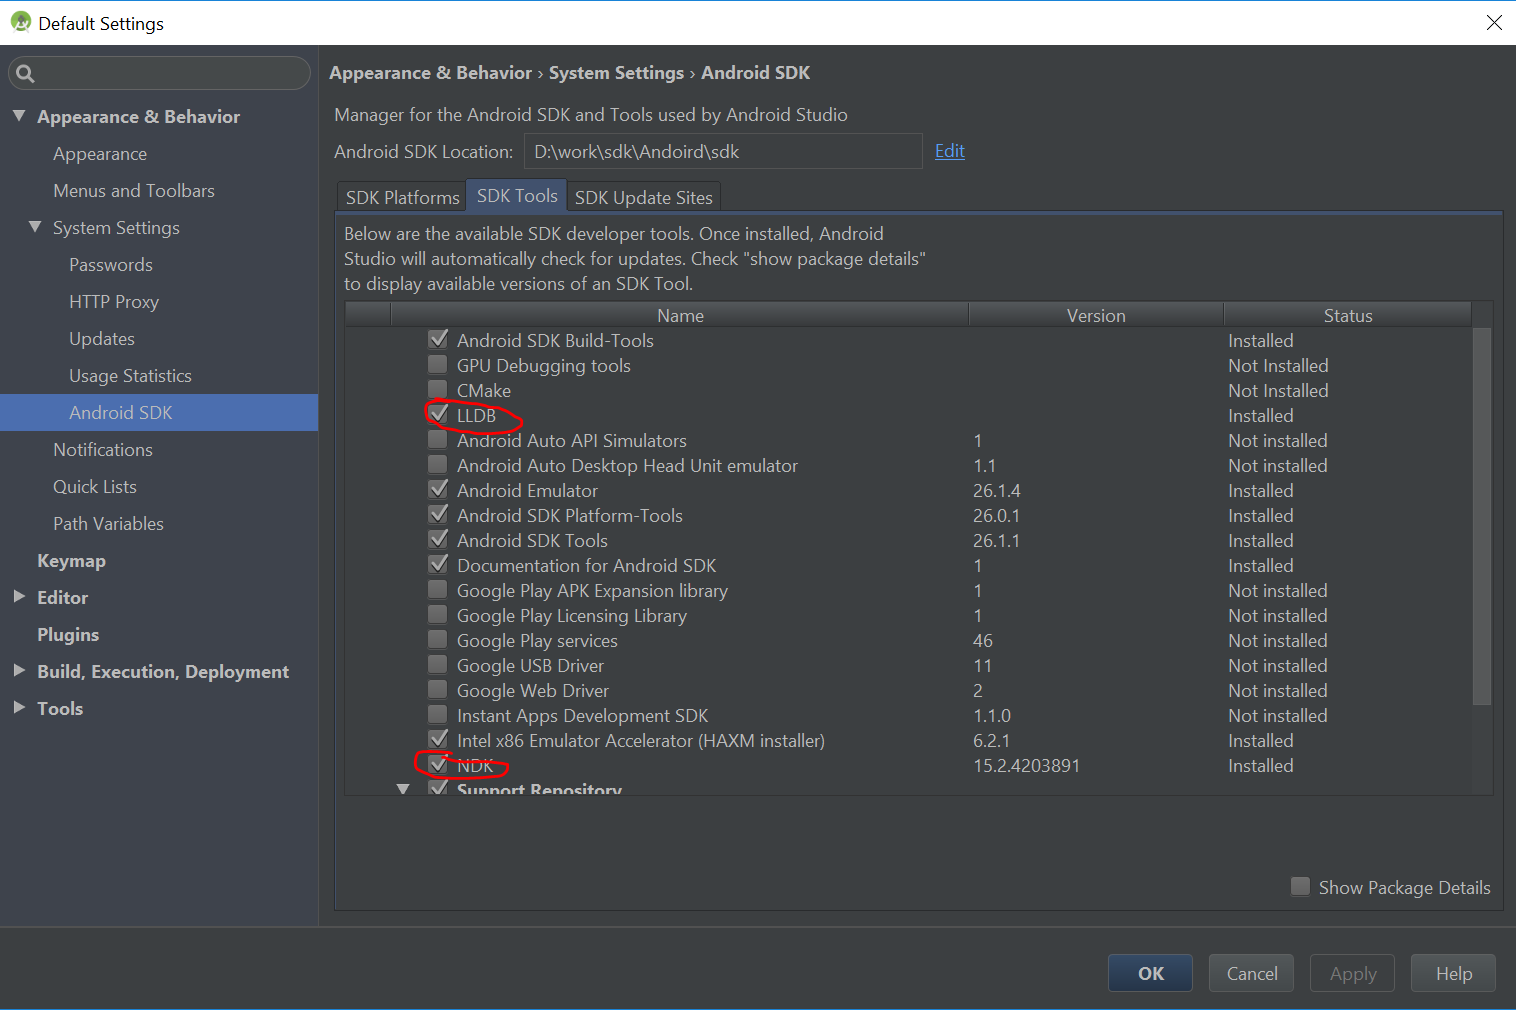 Default Settings
Appearance & Behavior
Appearance
Menus and Toolbars
System Settings
Passwords
HTTP Proxy
Updates
Usage Statistics
Android SDK
Notifications
Quick Lists
Path Variables
Keymap
Editor
Plugins
Build, Execution, Deployment
Tools
Appearance & Behavior › System Settings › Android SDK
Manager for the Android SDK and Tools used by Android Studio
Android SDK Location: D:\work\sdk\Andoird\sdk Edit
SDK Platforms SDK Tools SDK Update Sites
Below are the available SDK developer tools. Once installed, Android
Studio will automatically check for updates. Check "show package details"
to display available versions of an SDK Tool.
Name Version Status
Android SDK Build-Tools Installed
GPU Debugging tools Not Installed
CMake Not Installed
LLDB Installed
Android Auto API Simulators 1 Not installed
Android Auto Desktop Head Unit emulator 1.1 Not installed
Android Emulator 26.1.4 Installed
Android SDK Platform-Tools 26.0.1 Installed
Android SDK Tools 26.1.1 Installed
Documentation for Android SDK 1 Installed
Google Play APK Expansion library 1 Not installed
Google Play Licensing Library 1 Not installed
Google Play services 46 Not installed
Google USB Driver 11 Not installed
Google Web Driver 2 Not installed
Instant Apps Development SDK 1.1.0 Not installed
Intel x86 Emulator Accelerator (HAXM installer) 6.2.1 Installed
NDK 15.2.4203891 Installed
Support Repository
Show Package Details
OK Cancel Apply Help